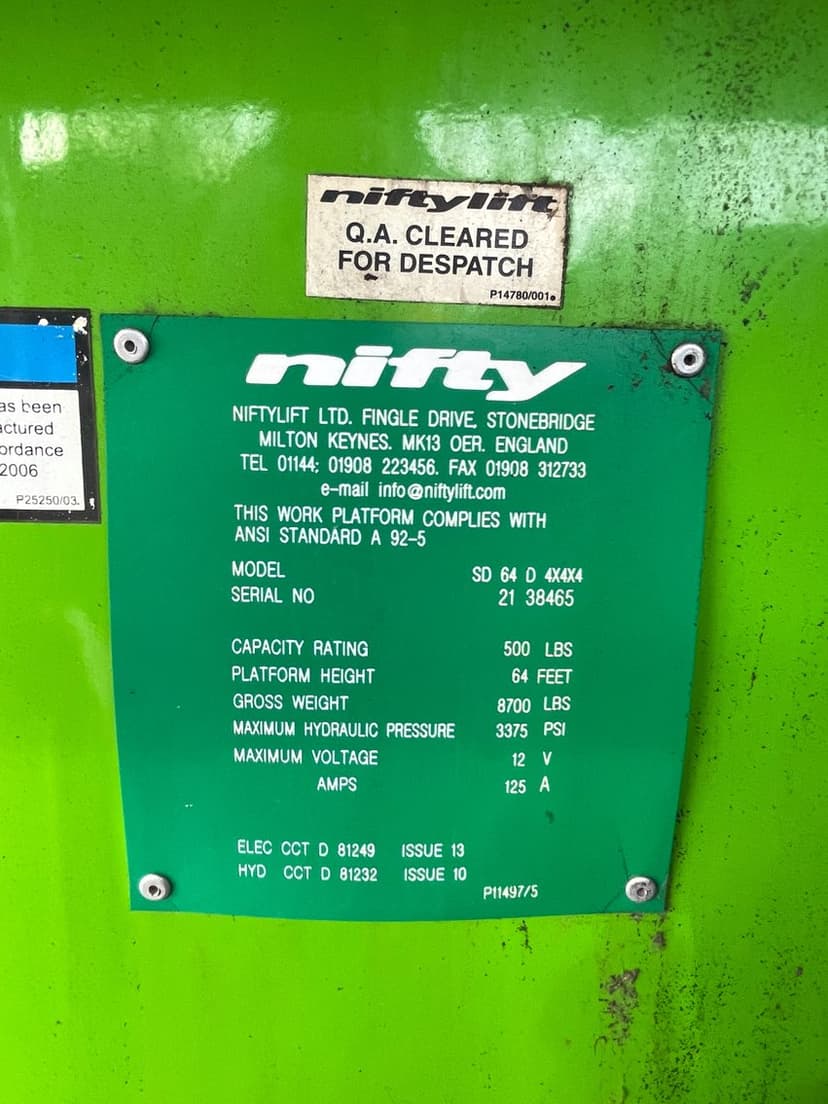 niftylift
Q.A. CLEARED
FOR DESPATCH
P14780/001
as been
actured
ordance
2006
P25250/03.
nifty
NIFTYLIFT LTD. FINGLE DRIVE, STONEBRIDGE
MILTON KEYNES. MK13 OER. ENGLAND
TEL 01144: 01908 223456. FAX 01908 312733
e-mail info@niftylift.com
THIS WORK PLATFORM COMPLIES WITH
ANSI STANDARD A 92-5
MODEL SD 64 D 4X4X4
SERIAL NO 21 38465
CAPACITY RATING 500 LBS
PLATFORM HEIGHT 64 FEET
GROSS WEIGHT 8700 LBS
MAXIMUM HYDRAULIC PRESSURE 3375 PSI
MAXIMUM VOLTAGE 12 V
AMPS 125 A
ELEC CCT D 81249 ISSUE 13
HYD CCT D 81232 ISSUE 10
P11497/5